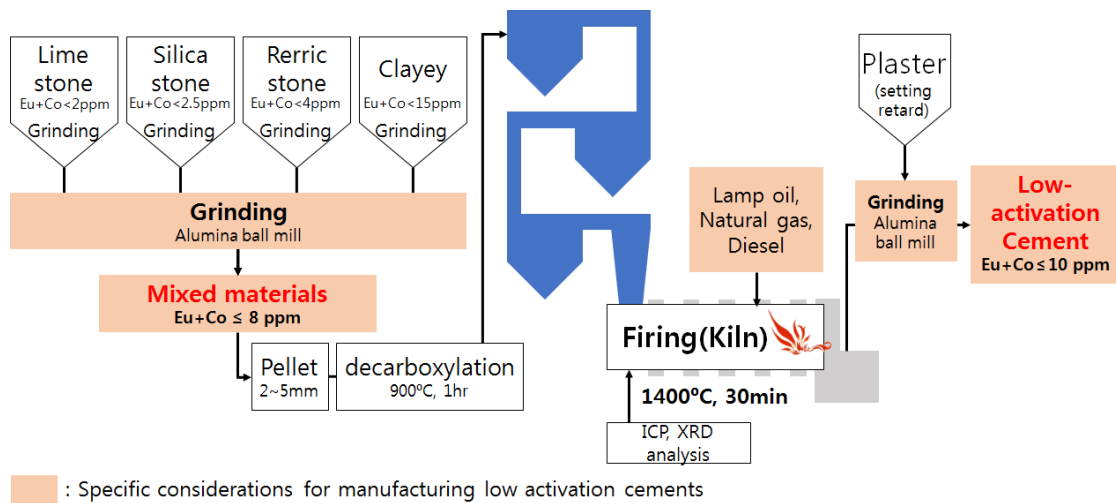 Lime
stone
Eu+Co<2ppm
Grinding
Silica
stone
Eu+Co<2.5ppm
Grinding
Rerric
stone
Eu+Co<4ppm
Grinding
Clayey
Eu+Co<15ppm
Grinding
Grinding
Alumina ball mill
Mixed materials
Eu+Co ≤ 8 ppm
Pellet
2~5mm
decarboxylation
900℃, 1hr
Lamp oil,
Natural gas,
Diesel
Firing(Kiln)
1400℃, 30min
ICP, XRD
analysis
Plaster
(setting
retard)
Grinding
Alumina
ball mill
Low-
activation
Cement
Eu+Co≤10 ppm
: Specific considerations for manufacturing low activation cements